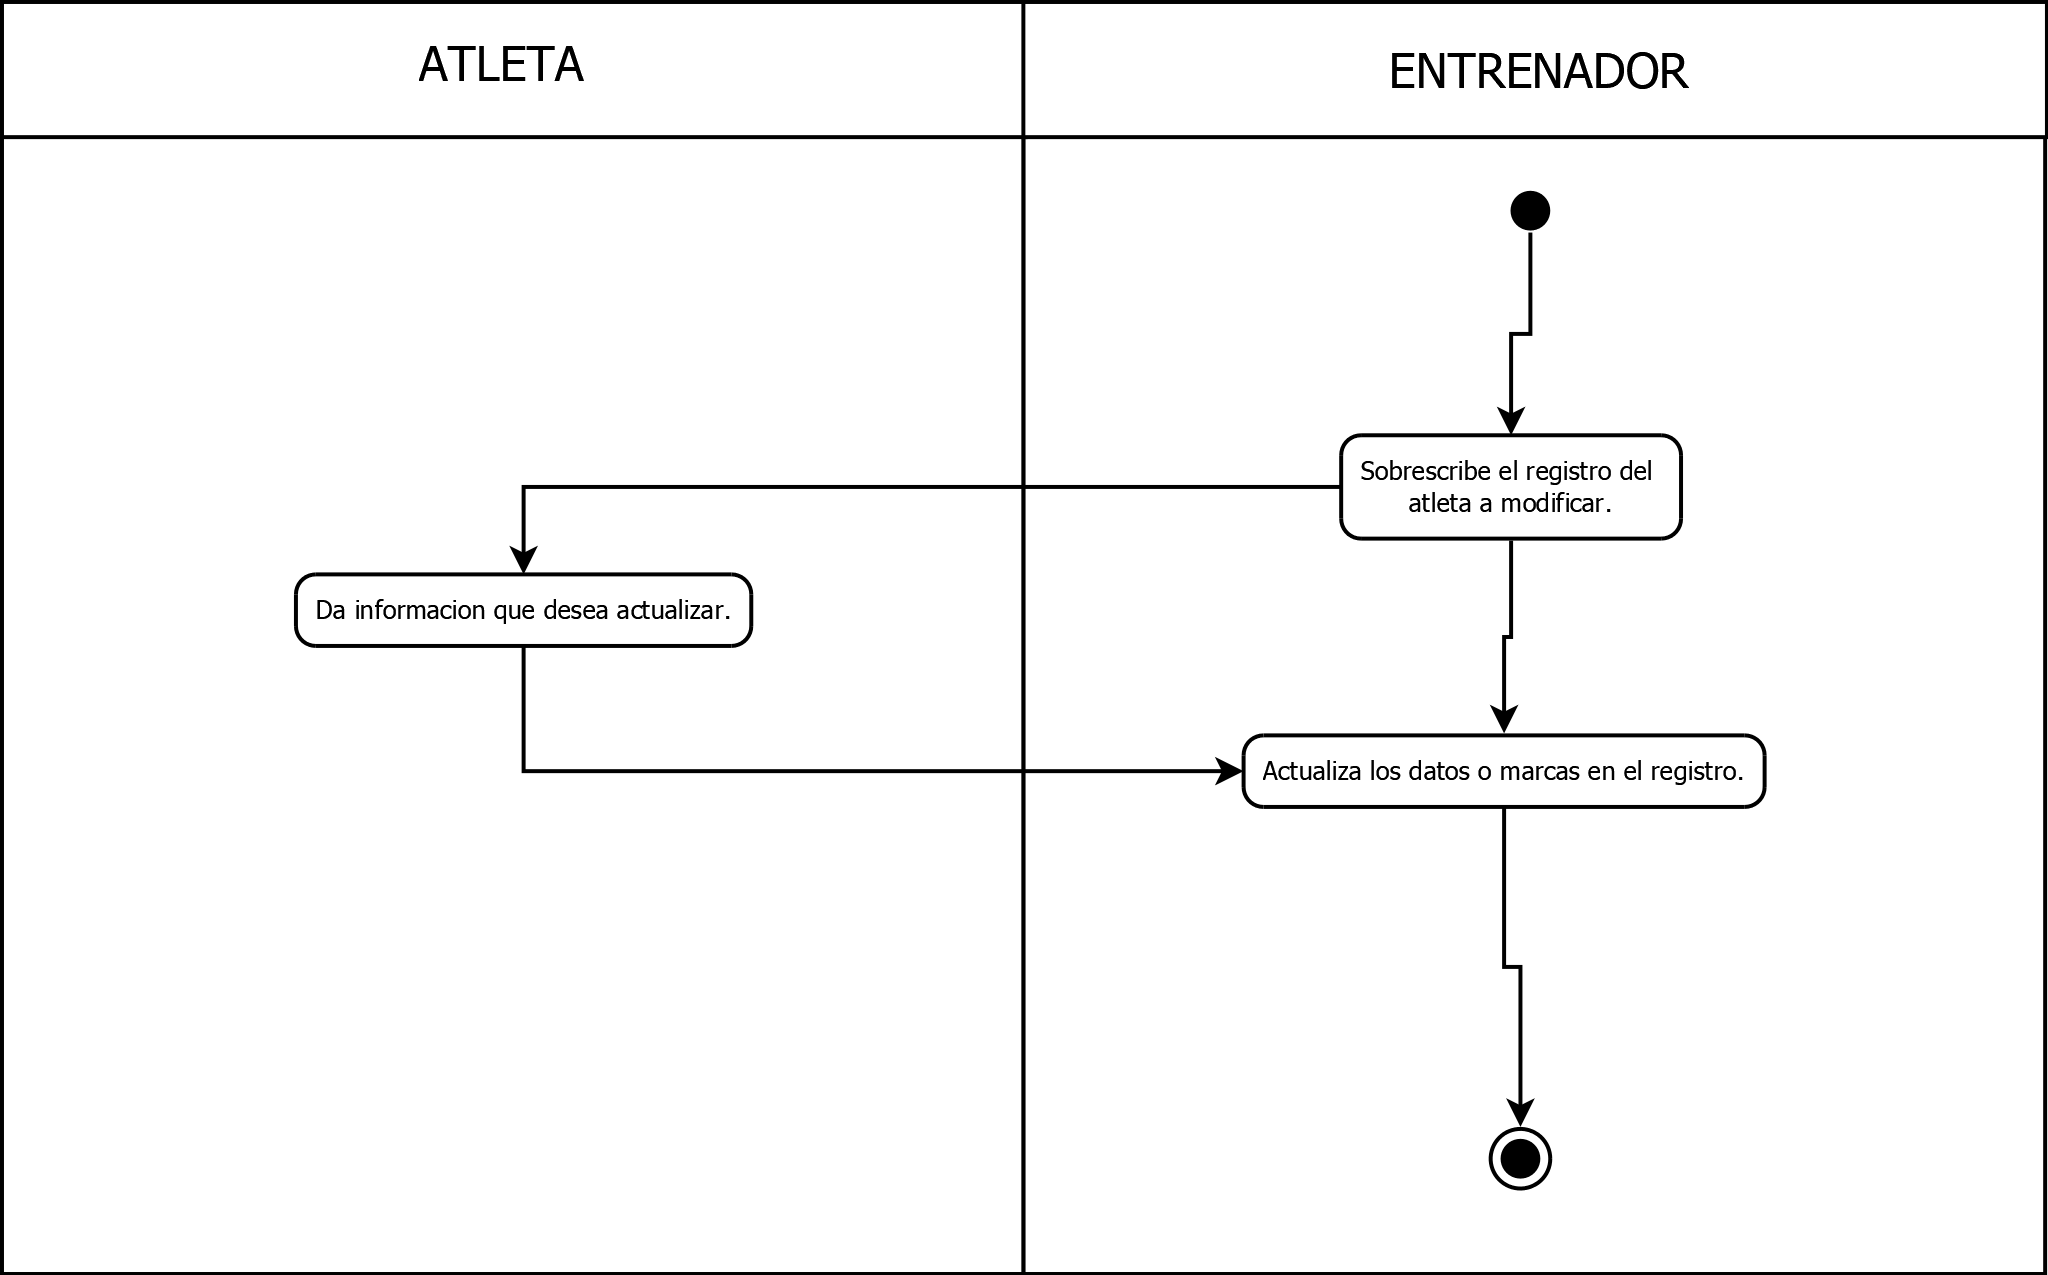 ATLETA
ENTRENADOR
Sobrescribe el registro del
atleta a modificar.
Da informacion que desea actualizar.
Actualiza los datos o marcas en el registro.